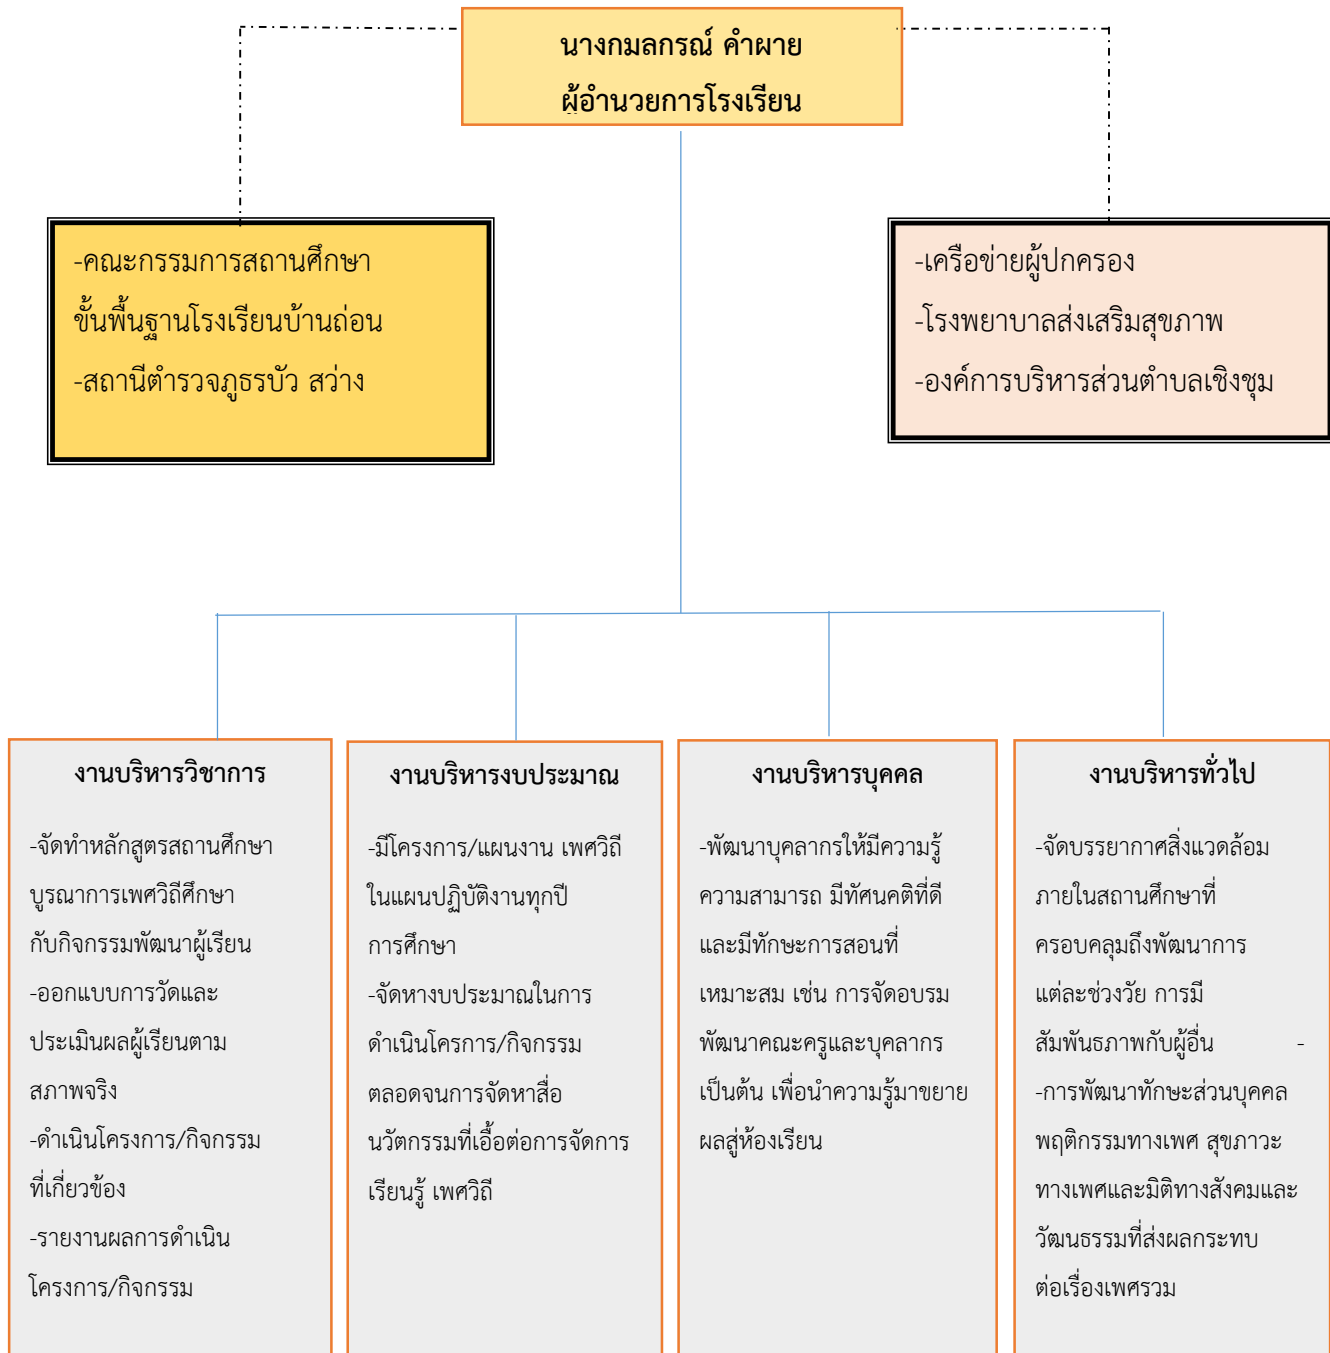 นางกมลกรณ์ คำผาย
ผู้อำนวยการโรงเรียน
-คณะกรรมการสถานศึกษา
ขั้นพื้นฐานโรงเรียนบ้านถ่อน
-สถานีตำรวจภูธรบัว สว่าง
-เครือข่ายผู้ปกครอง
-โรงพยาบาลส่งเสริมสุขภาพ
-องค์การบริหารส่วนตำบลเชิงชุม
งานบริหารวิชาการ
-จัดทำหลักสูตรสถานศึกษา
บูรณาการเพศวิถีศึกษา
กับกิจกรรมพัฒนาผู้เรียน
-ออกแบบการวัดและ
ประเมินผลผู้เรียนตาม
สภาพจริง
-ดำเนินโครงการ/กิจกรรม
ที่เกี่ยวข้อง
-รายงานผลการดำเนิน
โครงการ/กิจกรรม
งานบริหารงบประมาณ
-มีโครงการ/แผนงาน เพศวิถี
ในแผนปฏิบัติงานทุกปี
การศึกษา
-จัดหางบประมาณในการ
ดำเนินโครการ/กิจกรรม
ตลอดจนการจัดหาสื่อ
นวัตกรรมที่เอื้อต่อการจัดการ
เรียนรู้ เพศวิถี
งานบริหารบุคคล
-พัฒนาบุคลากรให้มีความรู้
ความสามารถ มีทัศนคติที่ดี
และมีทักษะการสอนที่
เหมาะสม เช่น การจัดอบรม
พัฒนาคณะครูและบุคลากร
เป็นต้น เพื่อนำความรู้มาขยาย
ผลสู่ห้องเรียน
งานบริหารทั่วไป
-จัดบรรยากาศสิ่งแวดล้อม
ภายในสถานศึกษาที่
ครอบคลุมถึงพัฒนาการ
แต่ละช่วงวัย การมี
สัมพันธภาพกับผู้อื่น -
-การพัฒนาทักษะส่วนบุคคล
พฤติกรรมทางเพศ สุขภาวะ
ทางเพศและมิติทางสังคมและ
วัฒนธรรมที่ส่งผลกระทบ
ต่อเรื่องเพศรวม